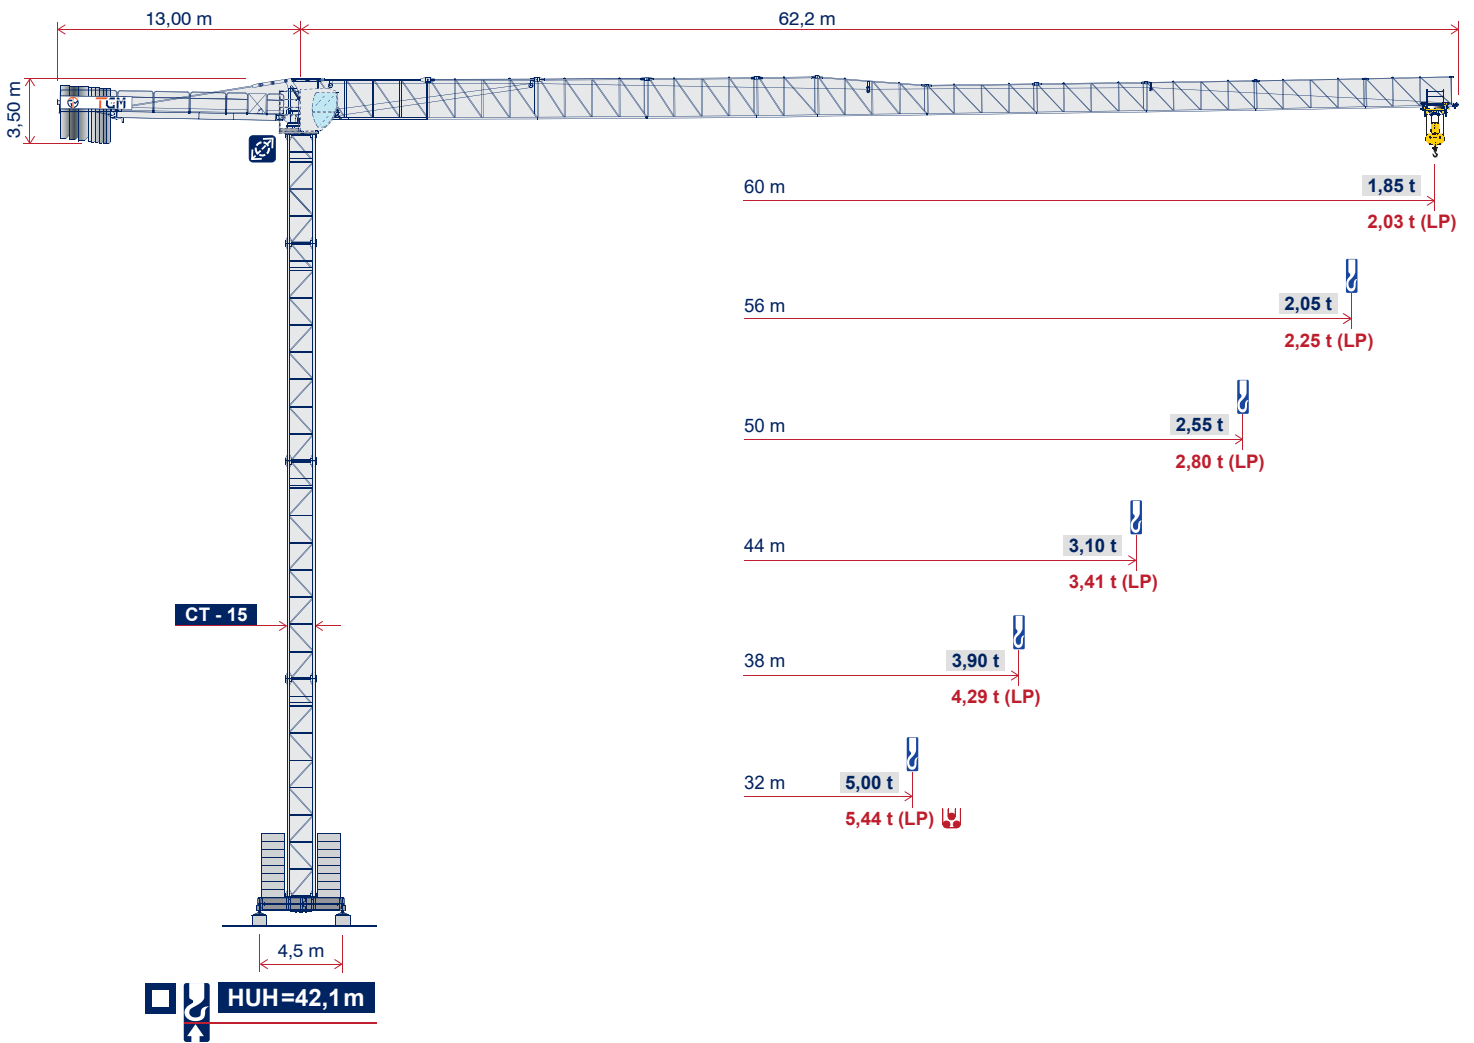 13,00 m
62,2 m
3,50 m
TGM
60 m
1,85 t
2,03 t (LP)
56 m
2,05 t
2,25 t (LP)
50 m
2,55 t
2,80 t (LP)
44 m
3,10 t
3,41 t (LP)
CT - 15
38 m
3,90 t
4,29 t (LP)
32 m
5,00 t
5,44 t (LP)
4,5 m
HUH=42,1m